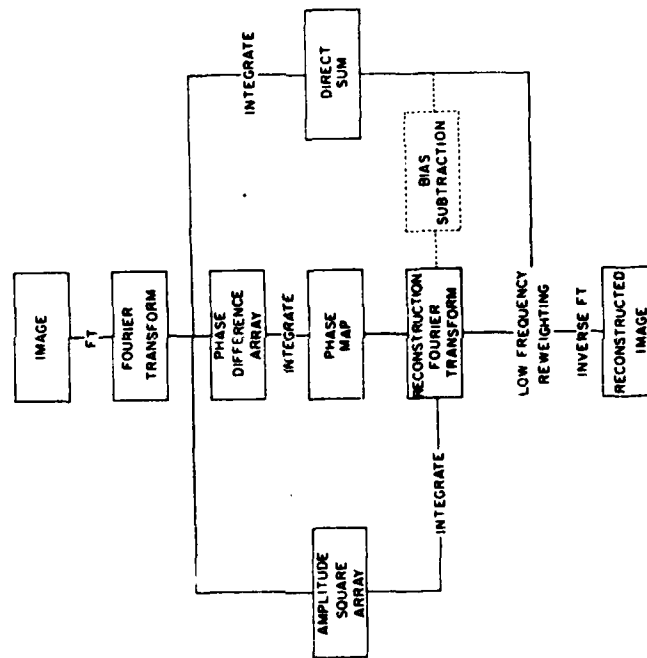 IMAGE
FT
FOURIER
TRANSFORM
INTEGRATE
PHASE
DIFFERENCE
ARRAY
DIRECT
SUM
INTEGRATE
AMPLITUDE
SQUARE
ARRAY
PHASE
MAP
BIAS
SUBTRACTION
RECONSTRUCTION
FOURIER
TRANSFORM
INTEGRATE
LOW FREQUENCY
REWEIGHTING
INVERSE FT
RECONSTRUCTED
IMAGE